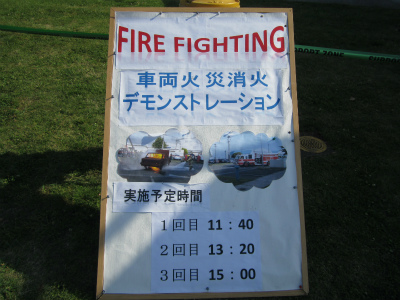 FIRE FIGHTING
車両火災消火
デモンストレーション
実施予定時間
1回目 11:40
2回目 13:20
3回目 15:00